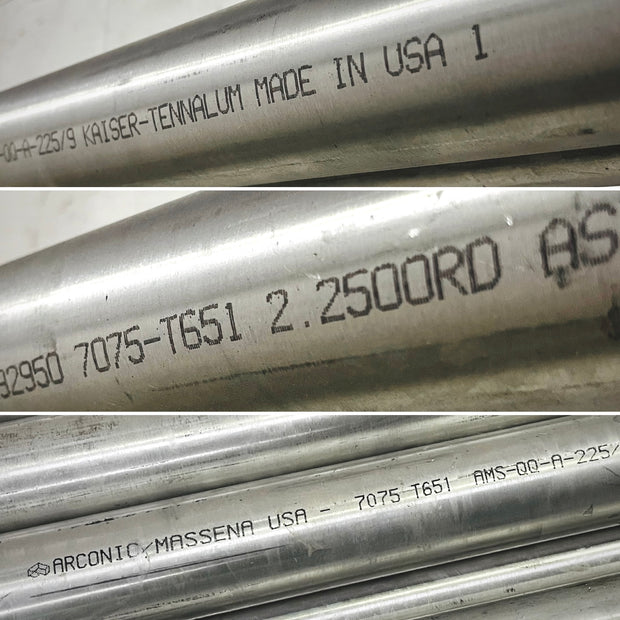 -QQ-A-225/9 KAISER-TENNALUM MADE IN USA 1
92950 7075-T651 2.2500RD AS
ARCONIC/MASSENA USA - 7075 T651 AMS-QQ-A-225/